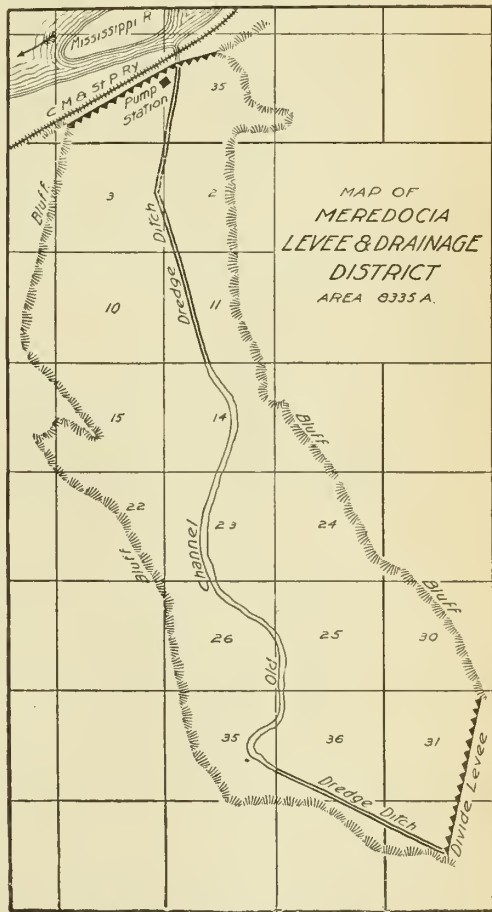 Mississippi R
C M & St P RY
Pump
Station
35
MAP OF
MEREDOCIA
LEVEE & DRAINAGE
DISTRICT
AREA 8335 A.
Bluff
3
Ditch
2
Dredge
10
11
15
14
Bluff
22
Bluff
Channel
23
24
Bluff
26
25
30
Old
35
36
31
Dredge Ditch
Divide Levee